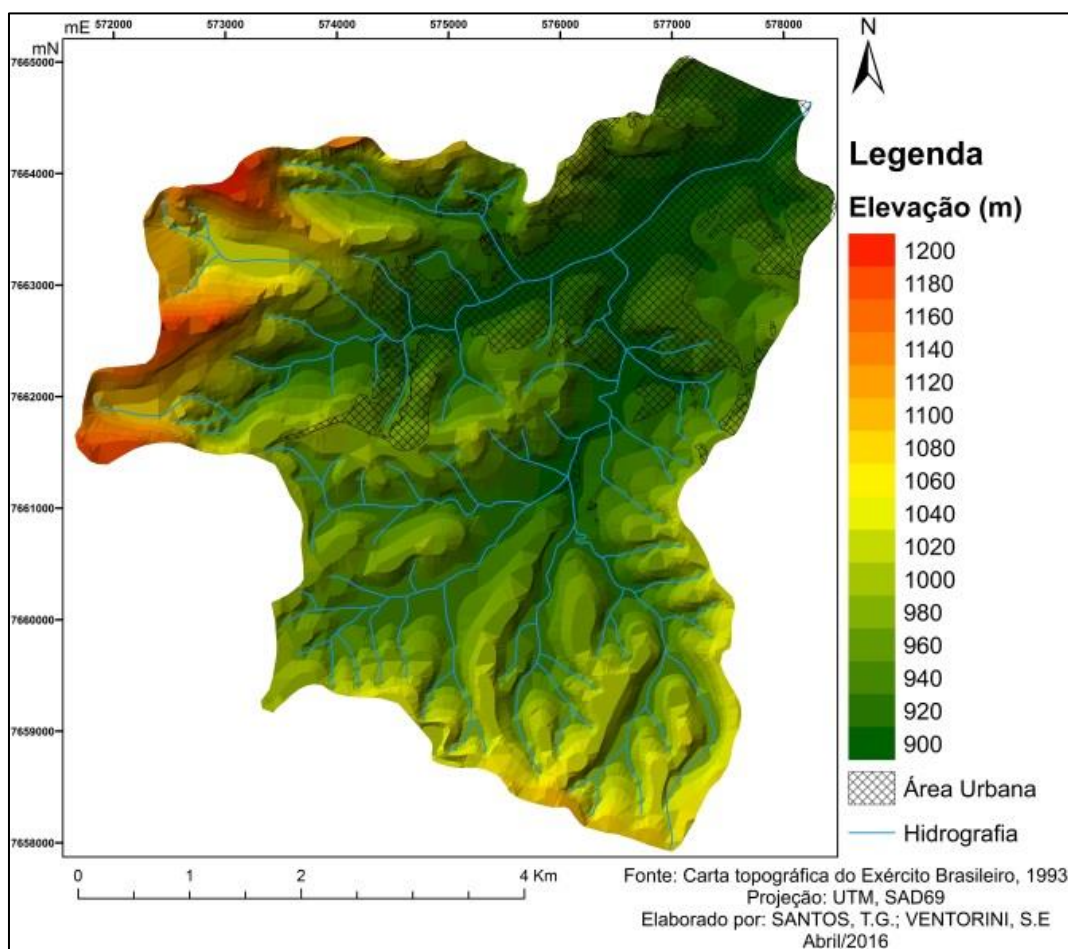 mE
572000 573000 574000 575000 576000 577000 578000
mN
7665000
7664000
7663000
7662000
7661000
7660000
7659000
7658000
N
Legenda
Elevação (m)
1200
1180
1160
1140
1120
1100
1080
1060
1040
1020
1000
980
960
940
920
900
Área Urbana
Hidrografia
0 1 2 4 Km
Fonte: Carta topográfica do Exército Brasileiro, 1993
Projeção: UTM, SAD69
Elaborado por: SANTOS, T.G.; VENTORINI, S.E
Abril/2016